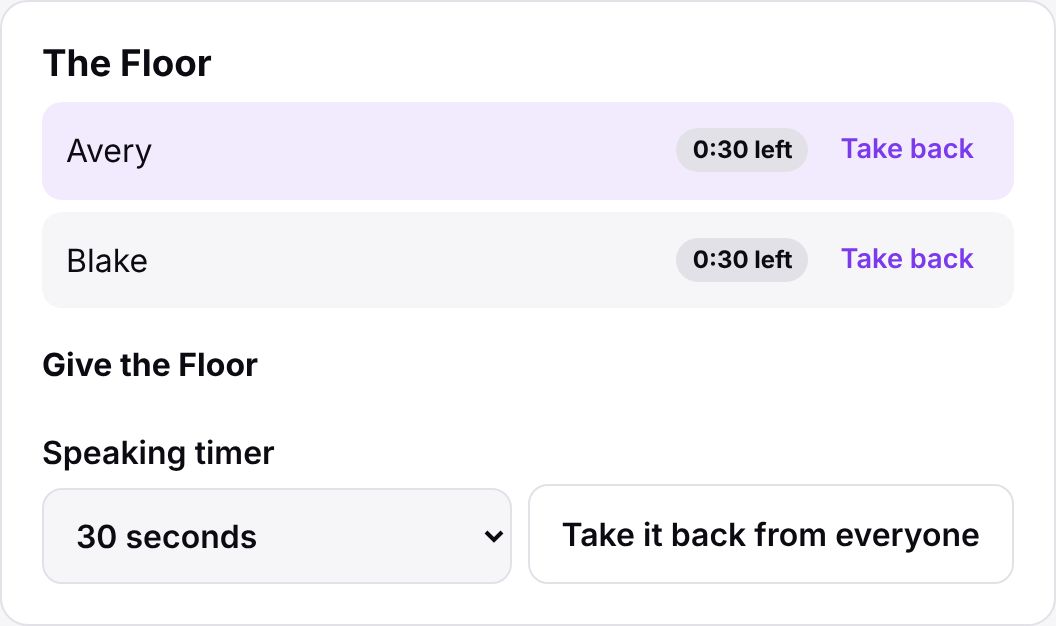 The Floor
Avery 0:30 left Take back
Blake 0:30 left Take back
Give the Floor
Speaking timer
30 seconds Take it back from everyone